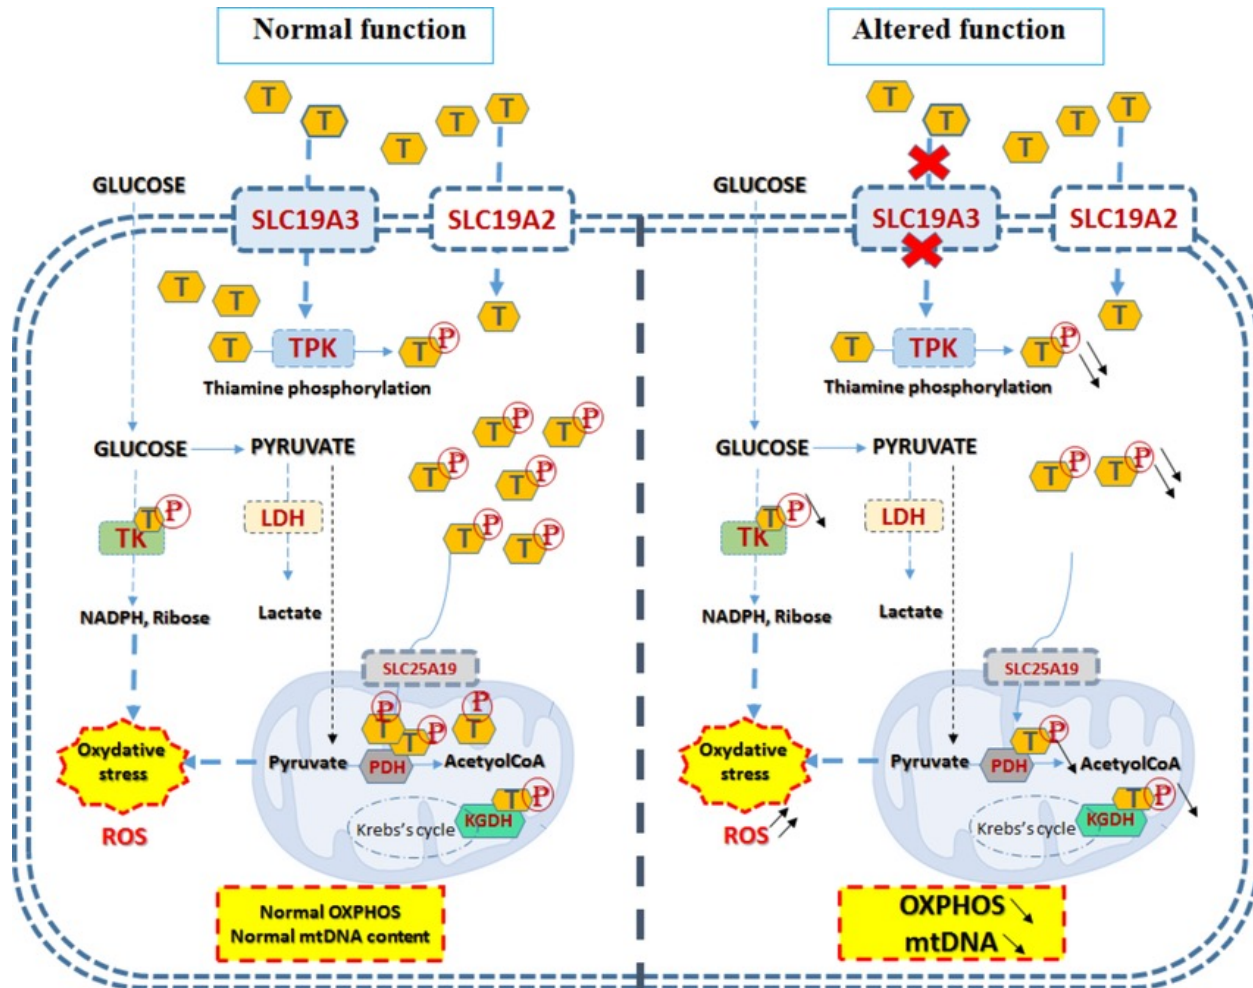 Normal function
T
T
T
T
T
GLUCOSE
SLC19A3
SLC19A2
T
T
T
T
TPK
T P
Thiamine phosphorylation
T P
T P
GLUCOSE
PYRUVATE
T P
T P
T P
TK
LDH
T P
T P
NADPH, Ribose
Lactate
SLC25A19
P
T
T P
P
T
Oxydative
stress
Pyruvate
PDH
AcetyolCoA
T P
KGDH
Krebs's cycle
ROS
Normal OXPHOS
Normal mtDNA content
Altered function
T
T
T
T
T
GLUCOSE
SLC19A3
SLC19A2
T
T
TPK
T P
Thiamine phosphorylation
GLUCOSE
PYRUVATE
T P
T P
T P
TK
LDH
NADPH, Ribose
Lactate
SLC25A19
T P
Oxydative
stress
Pyruvate
PDH
AcetyolCoA
T P
KGDH
Krebs's cycle
ROS
OXPHOS
mtDNA